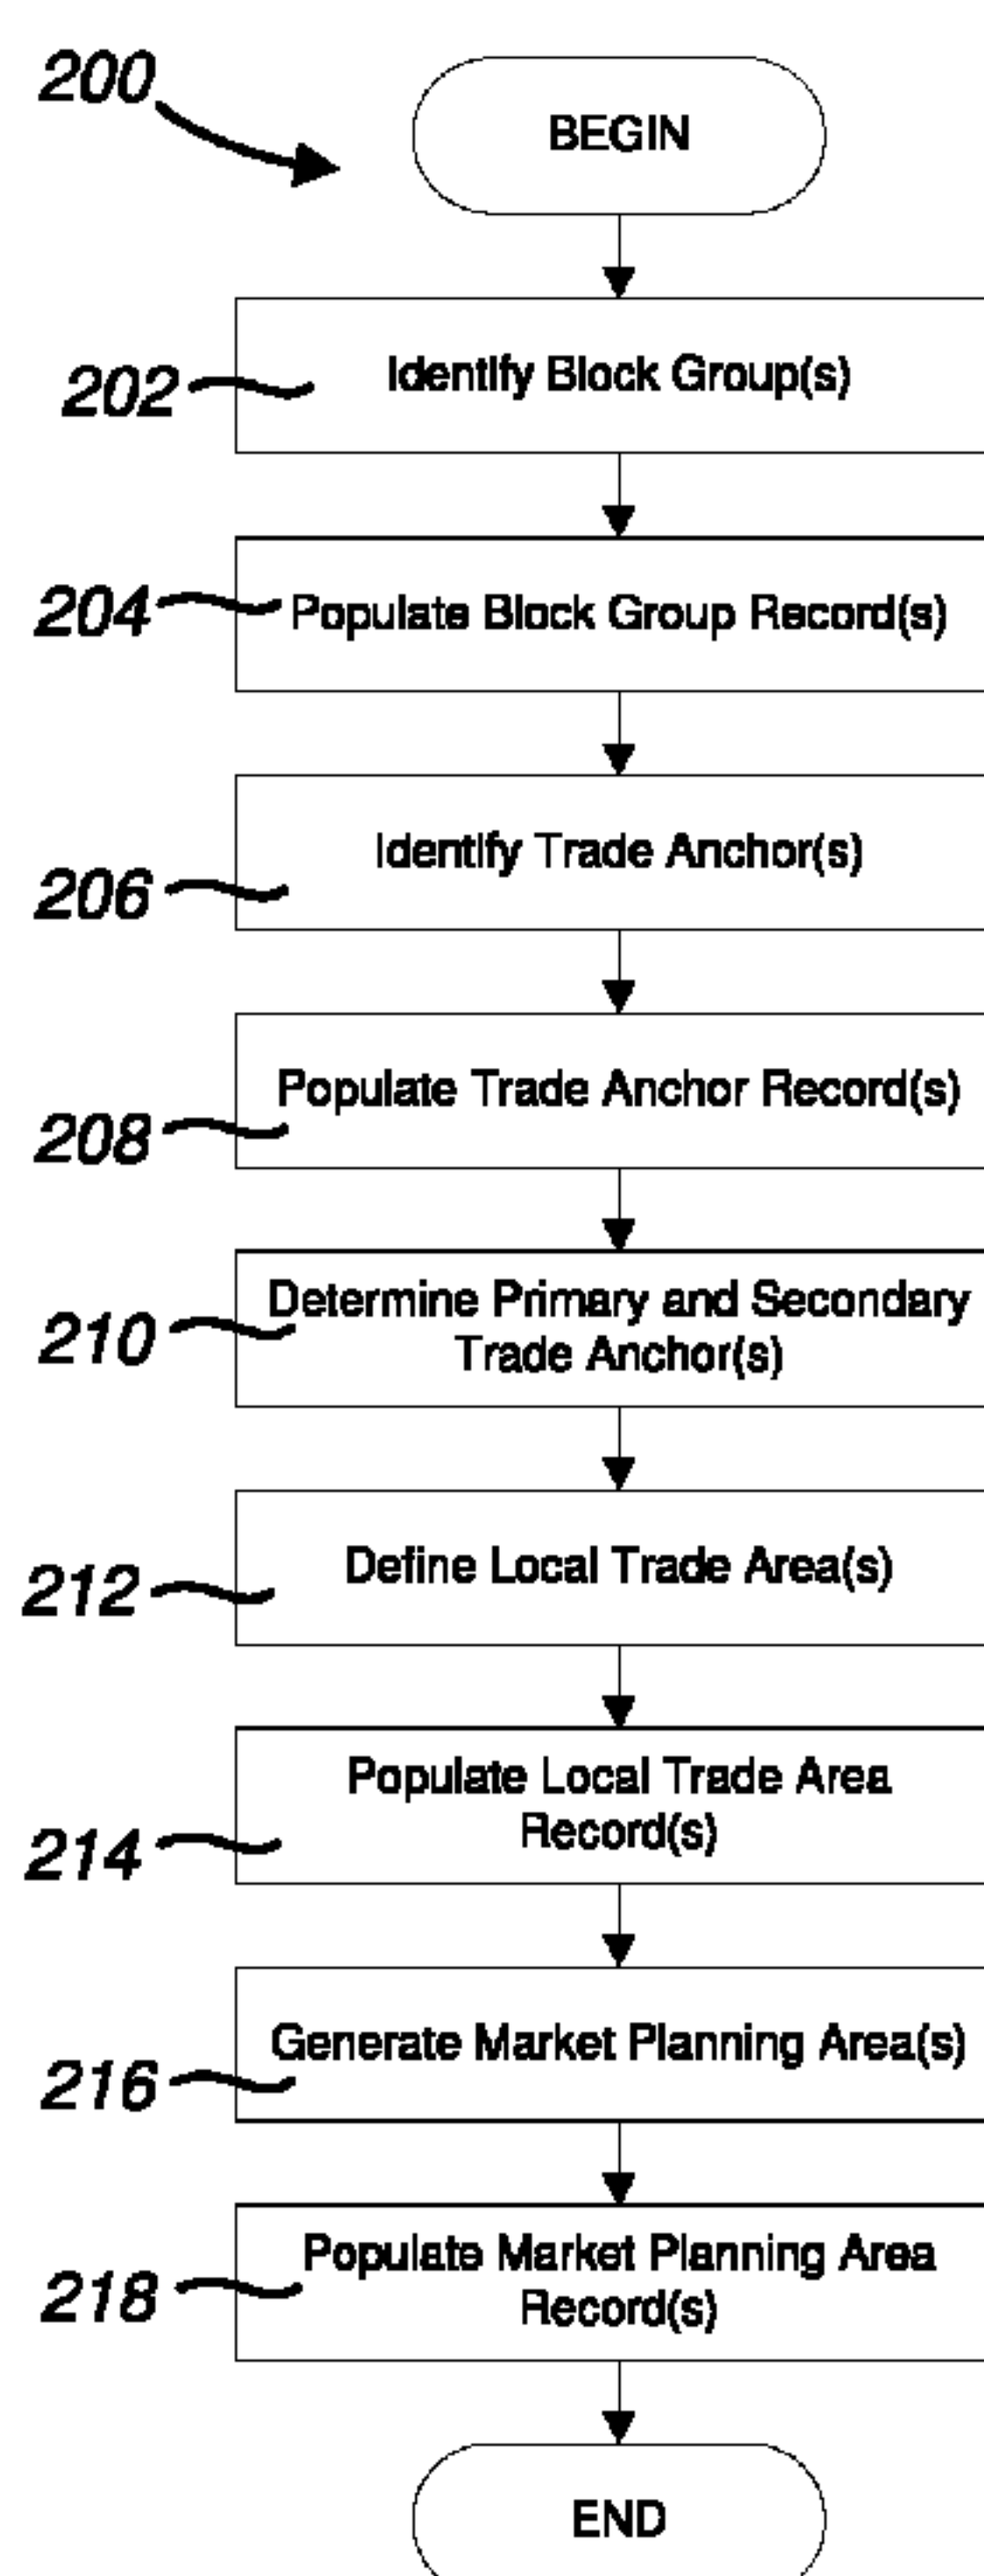 200
BEGIN
202
Identify Block Group(s)
204
Populate Block Group Record(s)
Identify Trade Anchor(s)
206
Populate Trade Anchor Record(s)
208
Determine Primary and Secondary
210
Trade Anchor(s)
Define Local Trade Area(s)
212
Populate Local Trade Area
Record(s)
214
Generate Market Planning Area(s)
216
Populate Market Planning Area
218
Record(s)
END